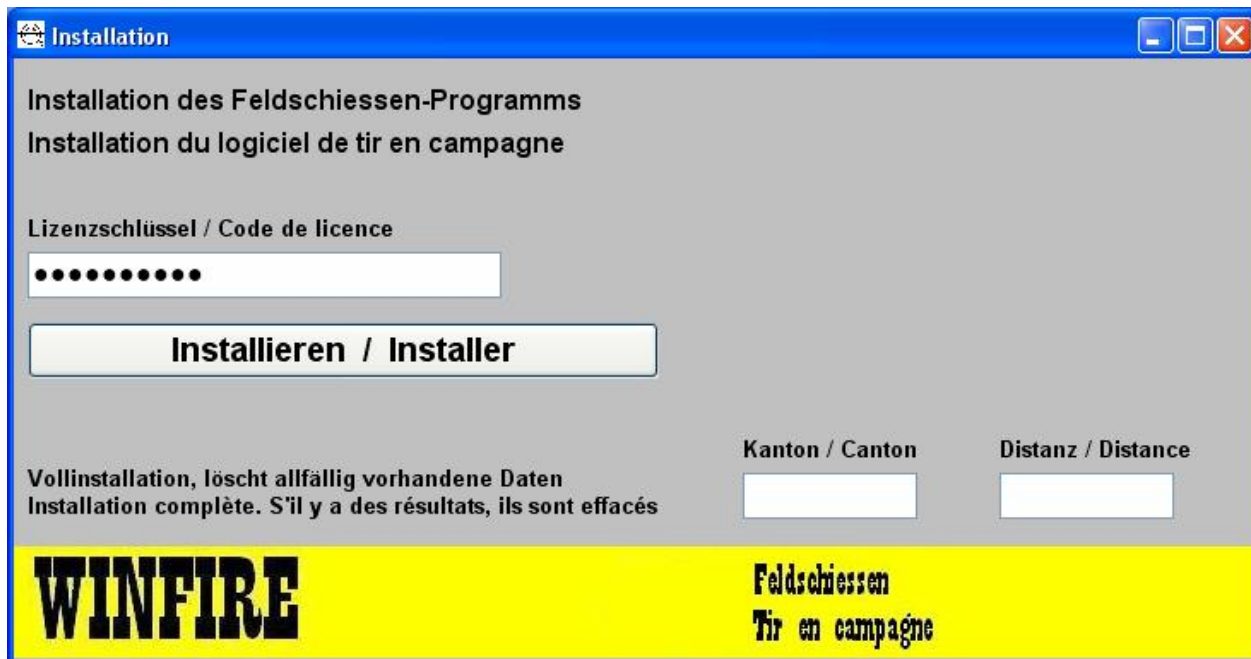 Installation
Installation des Feldschiessen-Programms
Installation du logiciel de tir en campagne
Lizenzschlüssel / Code de licence
••••••••••
Installieren / Installer
Kanton / Canton
Distanz / Distance
Vollinstallation, löscht allfällig vorhandene Daten
Installation complète. S'il y a des résultats, ils sont effacés
WINFIRE
Feldschiessen
Tir en campagne